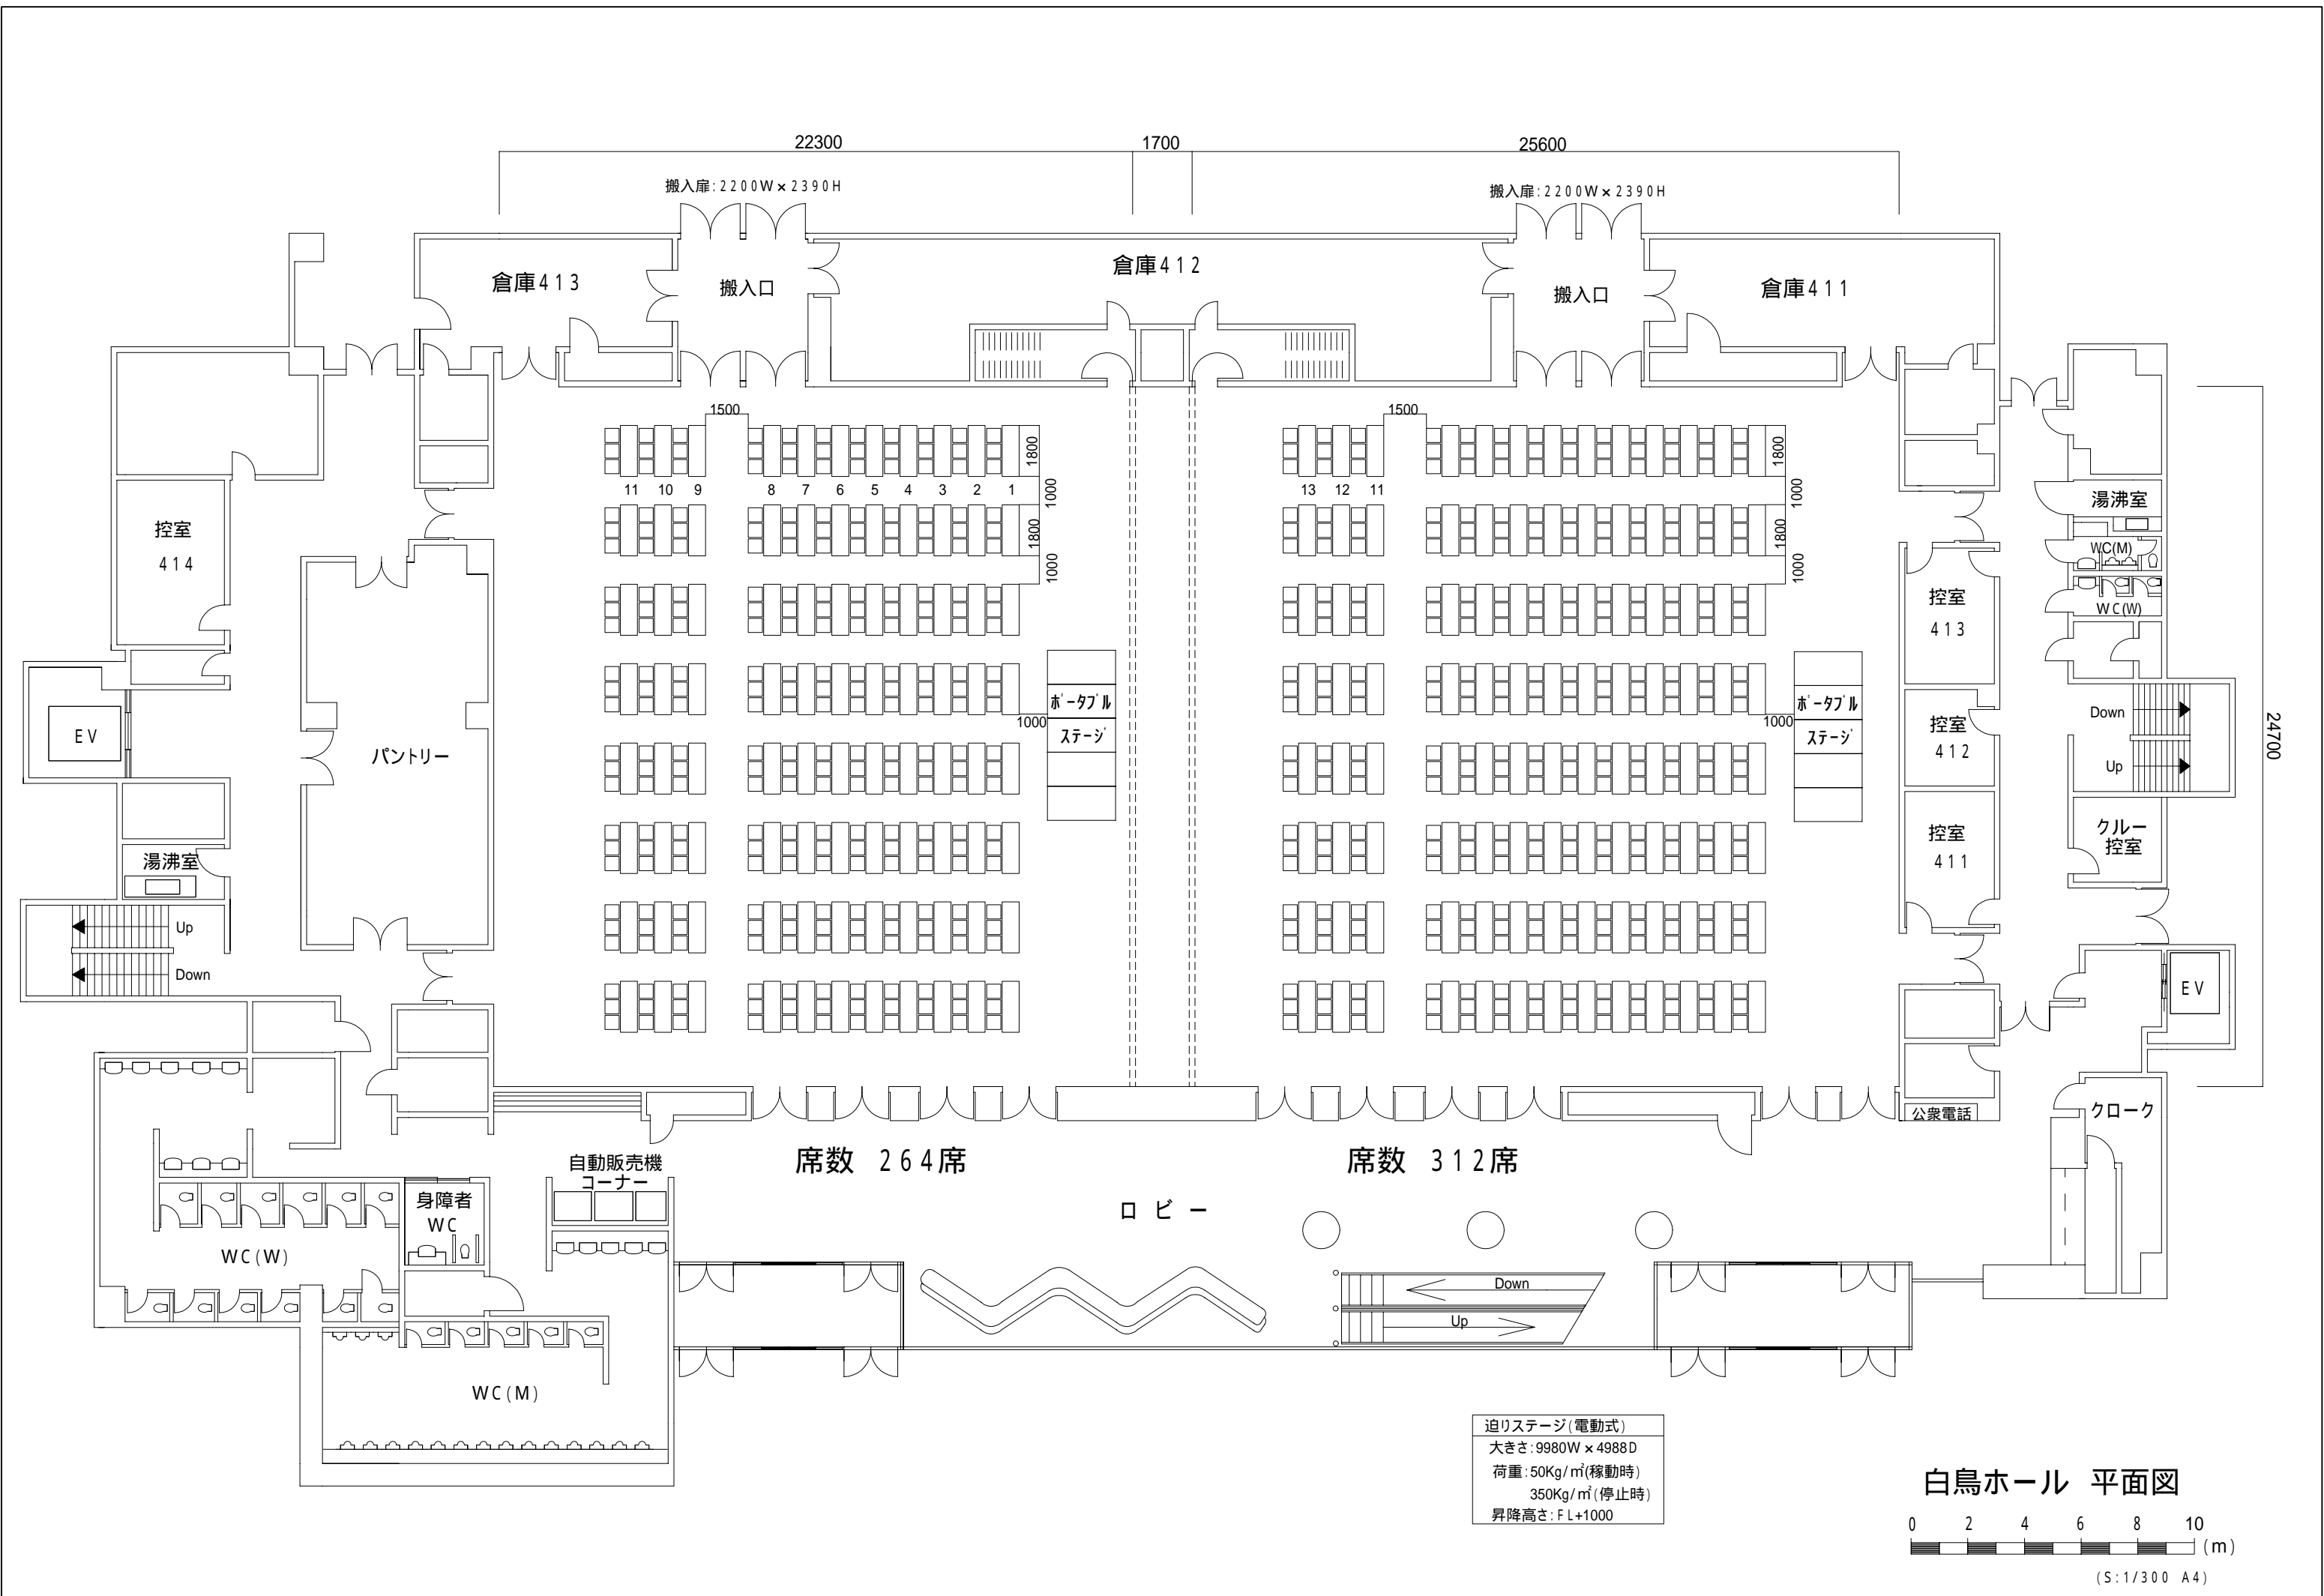 22300
1700
25600
搬入扉:2200W×2390H
搬入扉:2200W×2390H
倉庫413
搬入口
倉庫412
搬入口
倉庫411
1500
1500
1800
1000
1800
1000
1800
1000
1800
1000
11 10 9 8 7 6 5 4 3 2 1
13 12 11
控室
414
湯沸室
WC(M)
WC(W)
控室
413
ポータブル
ステージ
1000
ポータブル
ステージ
1000
控室
412
Down
Up
24700
EV
パントリー
控室
411
クルー
控室
湯沸室
Up
Down
EV
クローク
公衆電話
席数 264席
席数 312席
自動販売機
コーナー
身障者
WC
ロビー
WC(W)
Down
Up
WC(M)
迫りステージ(電動式)
大きさ:9980W×4988D
荷重:50Kg/㎡(稼動時)
350Kg/㎡(停止時)
昇降高さ:FL+1000
白鳥ホール 平面図
0 2 4 6 8 10
(m)
(S:1/300 A4)